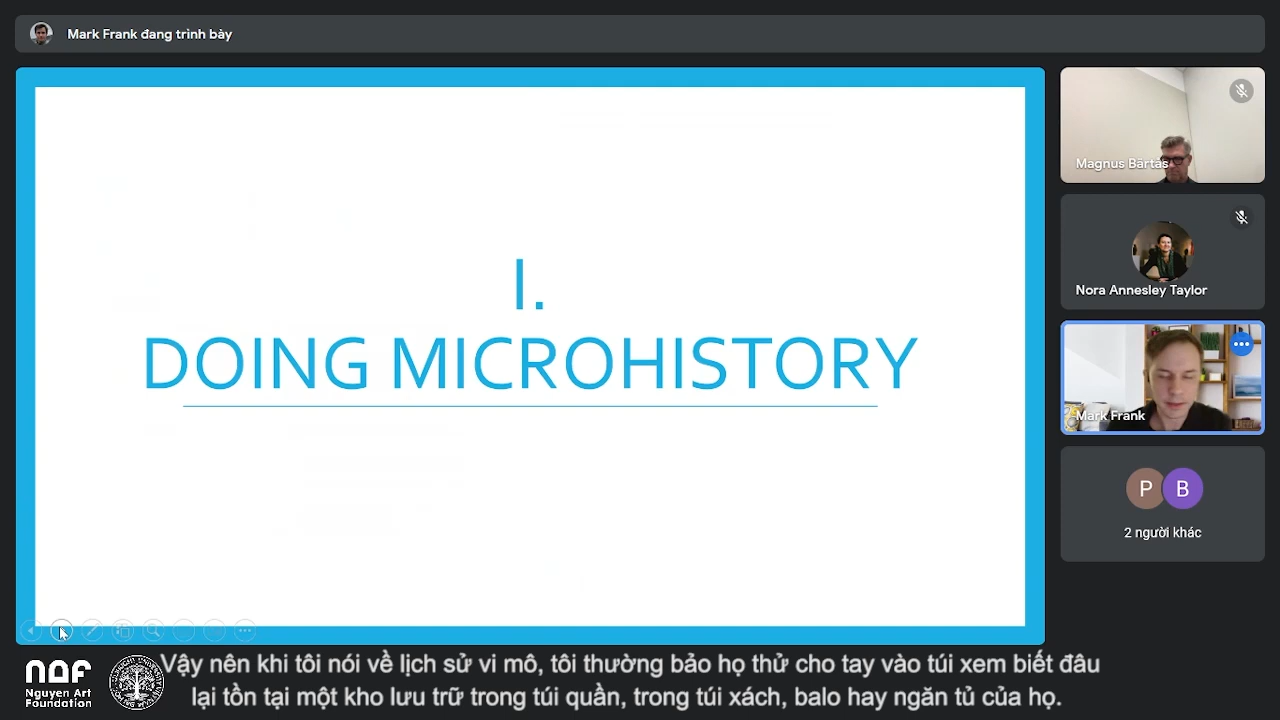 Mark Frank đang trình bày
I.
DOING MICROHISTORY
Magnus Bärtås
Nora Annesley Taylor
Mark Frank
P B
2 người khác
NAF
Nguyen Art
Foundation
Vậy nên khi tôi nói về lịch sử vi mô, tôi thường bảo họ thử cho tay vào túi xem biết đâu
lại tồn tại một kho lưu trữ trong túi quần, trong túi xách, balo hay ngăn tủ của họ.